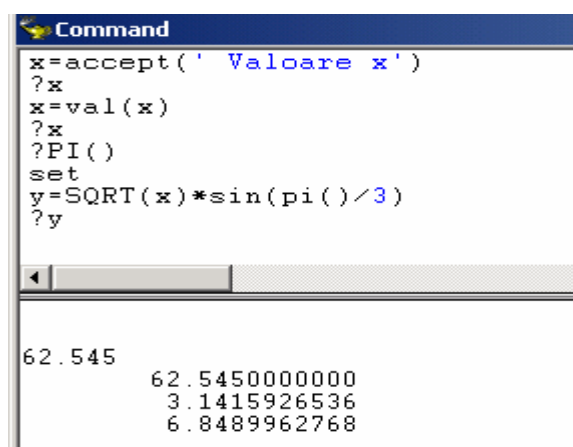 Command
x=accept(' Valoare x')
?x
x=val(x)
?x
?PI()
set
y=SQRT(x)*sin(pi()/3)
?y
62.545
62.5450000000
3.1415926536
6.8489962768